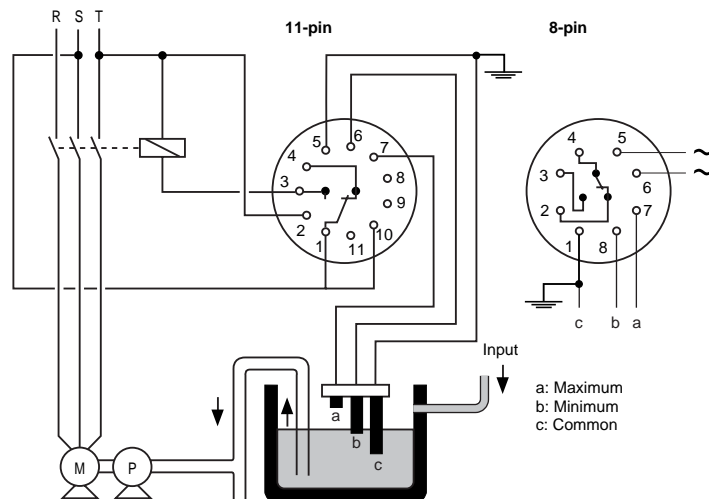 R S T
11-pin
8-pin
5 6
4 7
3 8
2 9
1 11 10
4 5
3 6
2 7
1 8
c b a
Input
a
b
c
a: Maximum
b: Minimum
c: Common
M P